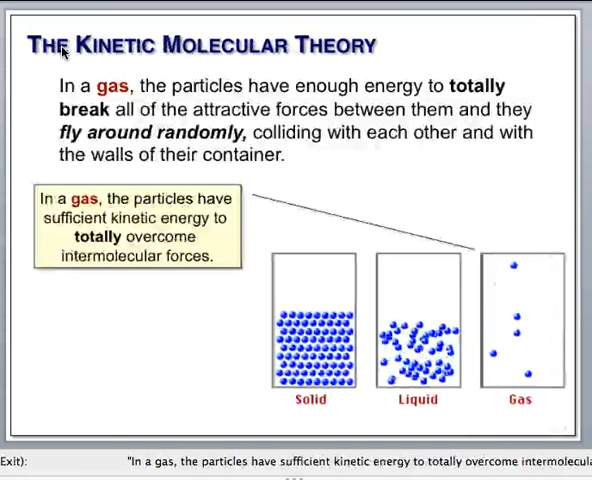 THE KINETIC MOLECULAR THEORY
In a gas, the particles have enough energy to totally
break all of the attractive forces between them and they
fly around randomly, colliding with each other and with
the walls of their container.
In a gas, the particles have
sufficient kinetic energy to
totally overcome
intermolecular forces.
Solid
Liquid
Gas
Exit): "In a gas, the particles have sufficient kinetic energy to totally overcome intermolecula